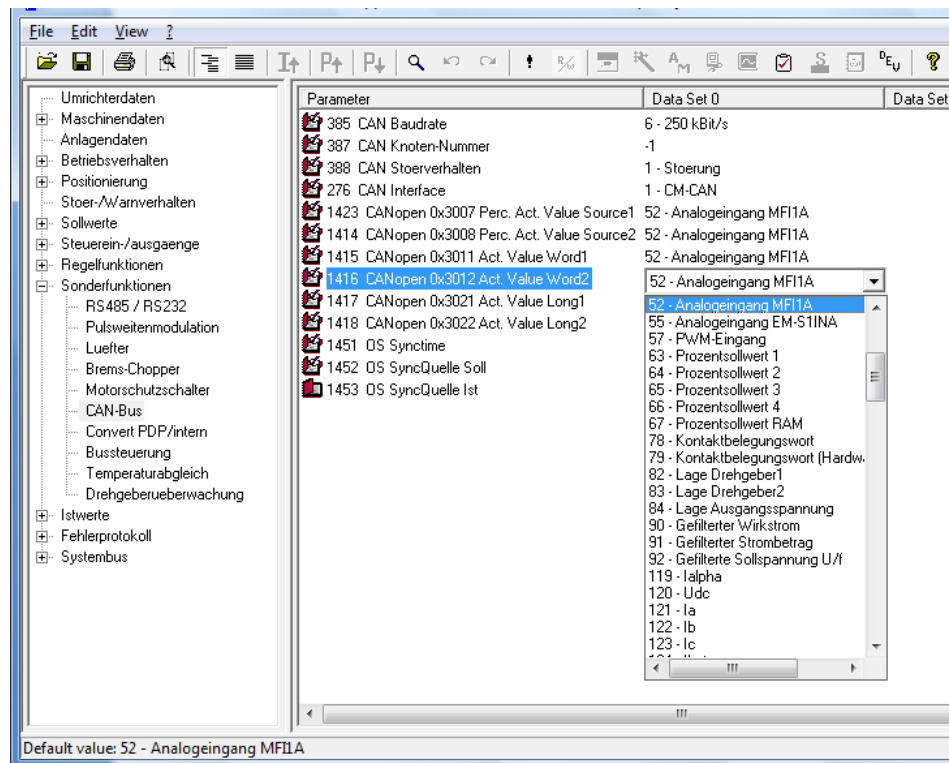 File Edit View ?
R/W A M S D E U ?
Umrichterdaten
Maschinendaten
Anlagendaten
Betriebsverhalten
Positionierung
Stoer-/Warnverhalten
Sollwerte
Steuerein-/ausgaenge
Regelfunktionen
Sonderfunktionen
RS485 / RS232
Pulsweitenmodulation
Luefter
Brems-Chopper
Motorschutzschalter
CAN-Bus
Convert PDP/intern
Bussteuerung
Temperaturabgleich
Drehgeberueberwachung
Istwerte
Fehlerprotokoll
Systembus
Parameter Data Set 0 Data Set
385 CAN Baudrate 6 - 250 kBit/s
387 CAN Knoten-Nummer -1
388 CAN Stoerverhalten 1 - Stoerung
276 CAN Interface 1 - CM-CAN
1423 CANopen 0x3007 Perc. Act. Value Source1 52 - Analogeingang MFI1A
1414 CANopen 0x3008 Perc. Act. Value Source2 52 - Analogeingang MFI1A
1415 CANopen 0x3011 Act. Value Word1 52 - Analogeingang MFI1A
1416 CANopen 0x3012 Act. Value Word2 52 - Analogeingang MFI1A
1417 CANopen 0x3021 Act. Value Long1
1418 CANopen 0x3022 Act. Value Long2
1451 OS Synctime
1452 OS SyncQuelle Soll
1453 OS SyncQuelle Ist
52 - Analogeingang MFI1A
55 - Analogeingang EM-S1INA
57 - PWM-Eingang
63 - Prozentsollwert 1
64 - Prozentsollwert 2
65 - Prozentsollwert 3
66 - Prozentsollwert 4
67 - Prozentsollwert RAM
78 - Kontaktbelegungswort
79 - Kontaktbelegungswort (Hardw
82 - Lage Drehgeber1
83 - Lage Drehgeber2
84 - Lage Ausgangsspannung
90 - Gefilterter Wirkstrom
91 - Gefilterter Strombetrag
92 - Gefilterte Sollspannung U/f
119 - Ialpha
120 - Udc
121 - Ia
122 - Ib
123 - Ic
Default value: 52 - Analogeingang MFI1A